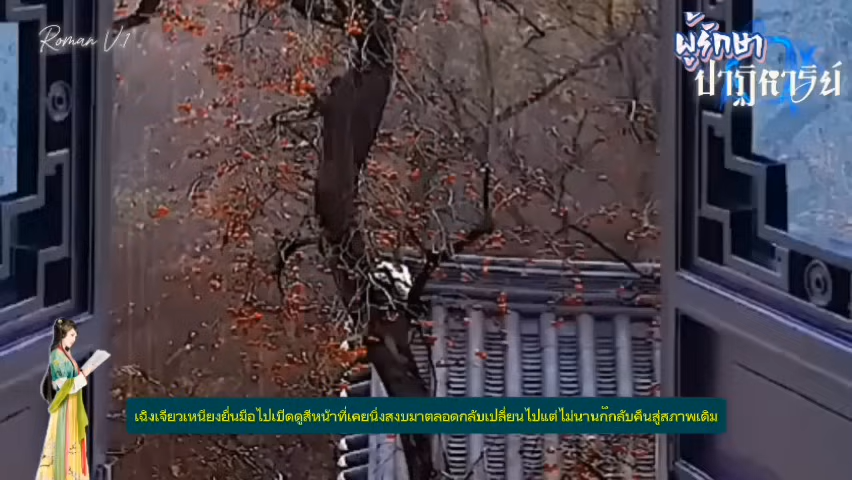 Roman V.1
ผู้รักษา
ปาฏิหาริย์
เฉิงเจียวเหนียงยื่นมือไปเปิดดูสีหน้าที่เคยนิ่งสงบมาตลอดกลับเปลี่ยนไปแต่ไม่นานก็กลับคืนสู่สภาพเดิม